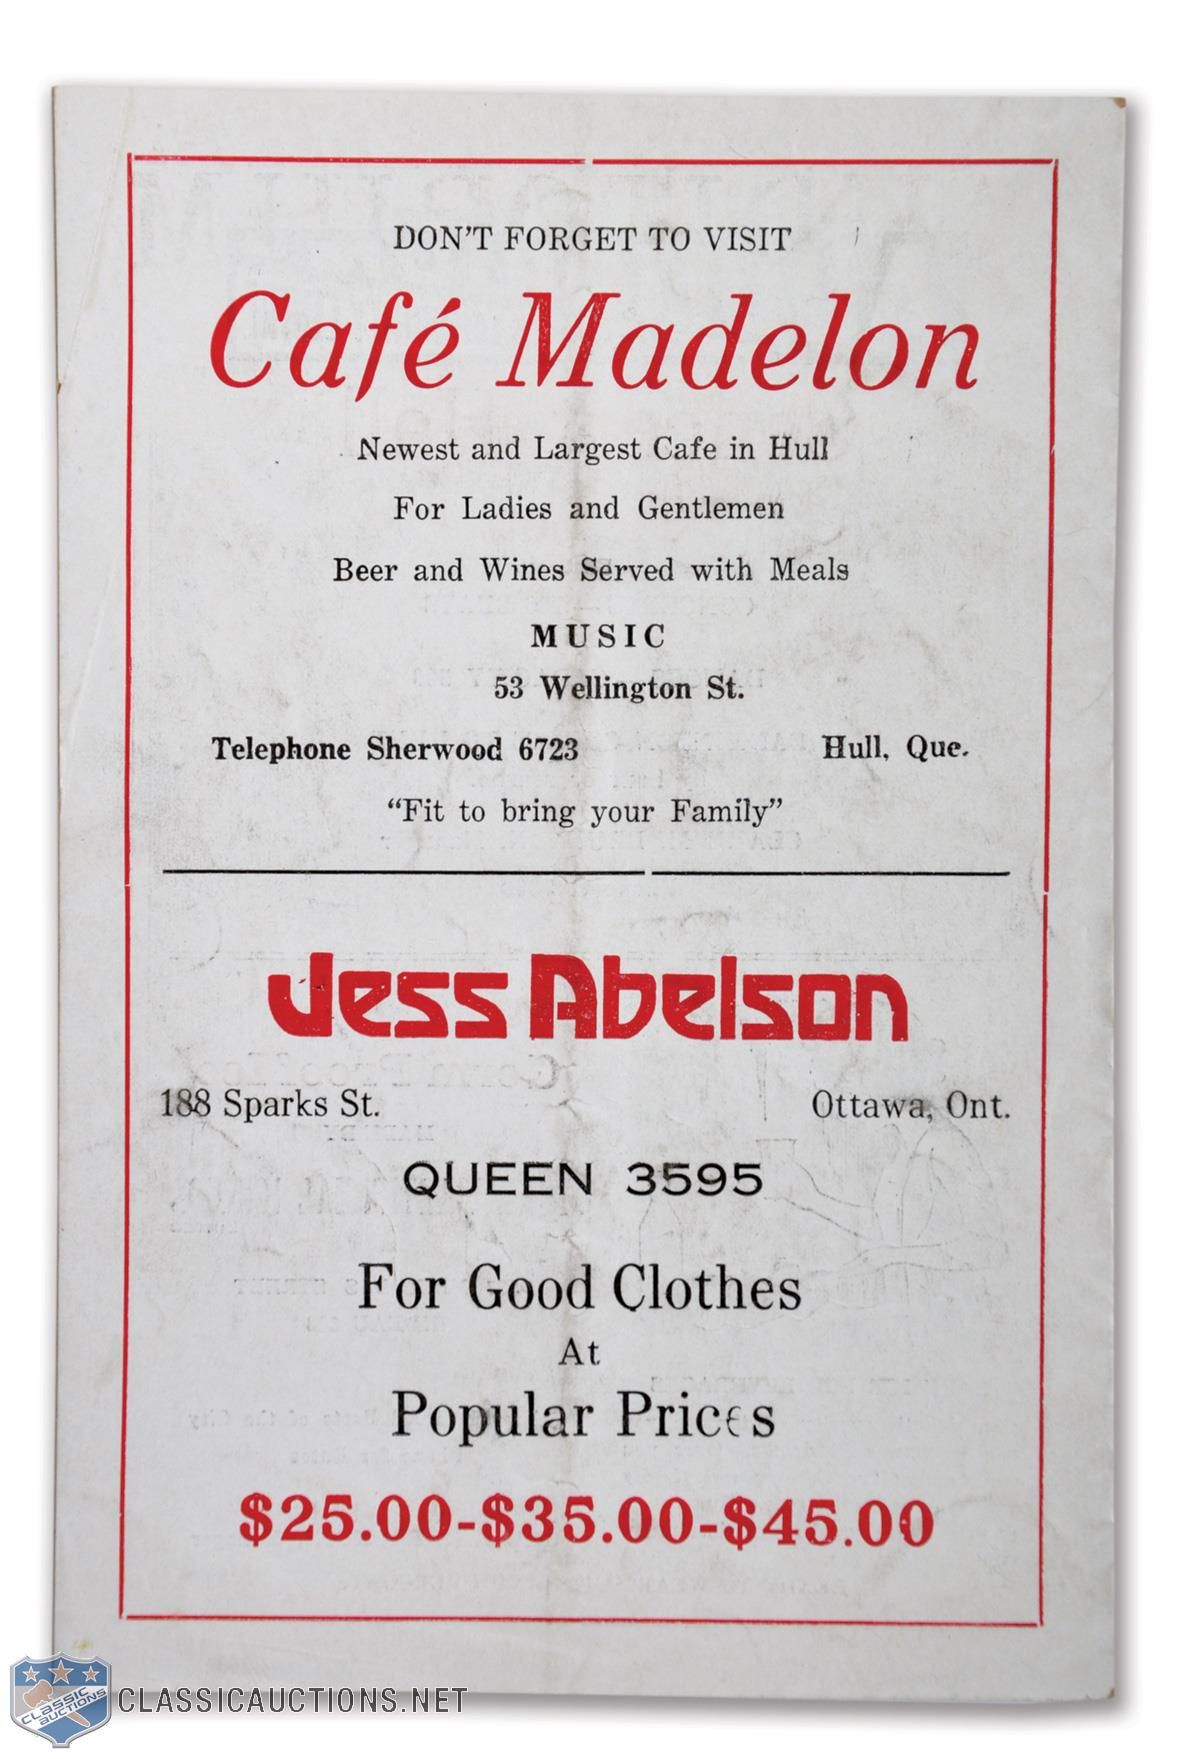 DON'T FORGET TO VISIT
Café Madelon
Newest and Largest Cafe in Hull
For Ladies and Gentlemen
Beer and Wines Served with Meals
MUSIC
53 Wellington St.
Telephone Sherwood 6723 Hull, Que.
“Fit to bring your Family”
Jess Abelson
188 Sparks St. Ottawa, Ont.
QUEEN 3595
For Good Clothes
At
Popular Prices
$25.00-$35.00-$45.00
CLASSIC AUCTIONS
CLASSICAUCTIONS.NET